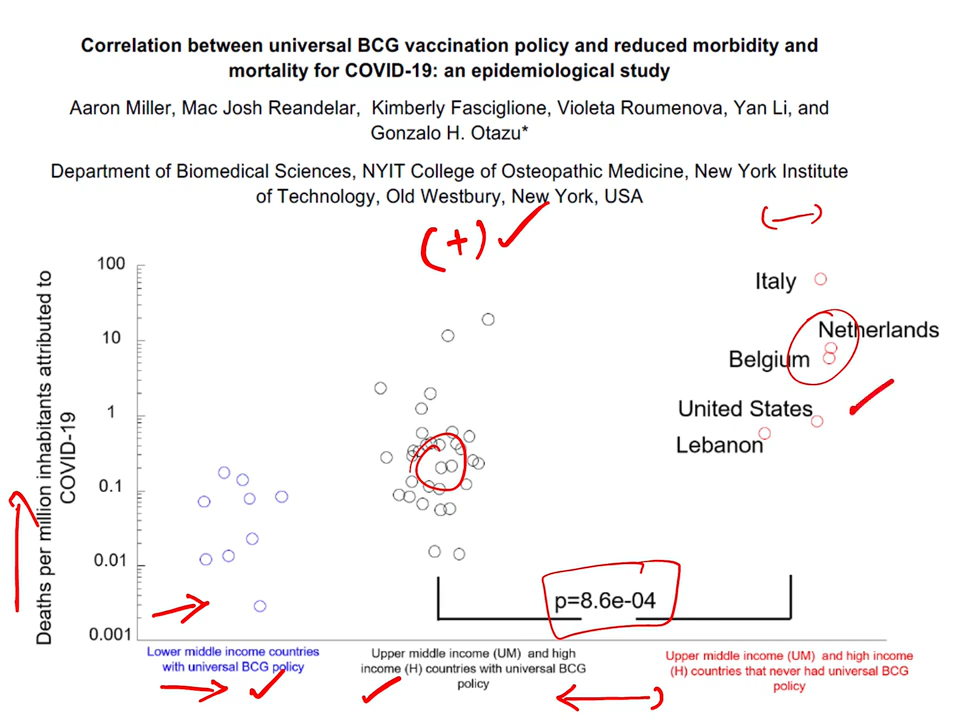 Correlation between universal BCG vaccination policy and reduced morbidity and
mortality for COVID-19: an epidemiological study
Aaron Miller, Mac Josh Reandelar, Kimberly Fasciglione, Violeta Roumenova, Yan Li, and
Gonzalo H. Otazu*
Department of Biomedical Sciences, NYIT College of Osteopathic Medicine, New York Institute
of Technology, Old Westbury, New York, USA
(+)
(-)
Deaths per million inhabitants attributed to
COVID-19
100
10
1
0.1
0.01
0.001
Italy
Netherlands
Belgium
United States
Lebanon
p=8.6e-04
Lower middle income countries
with universal BCG policy
Upper middle income (UM) and high
income (H) countries with universal BCG
policy
Upper middle income (UM) and high income
(H) countries that never had universal BCG
policy